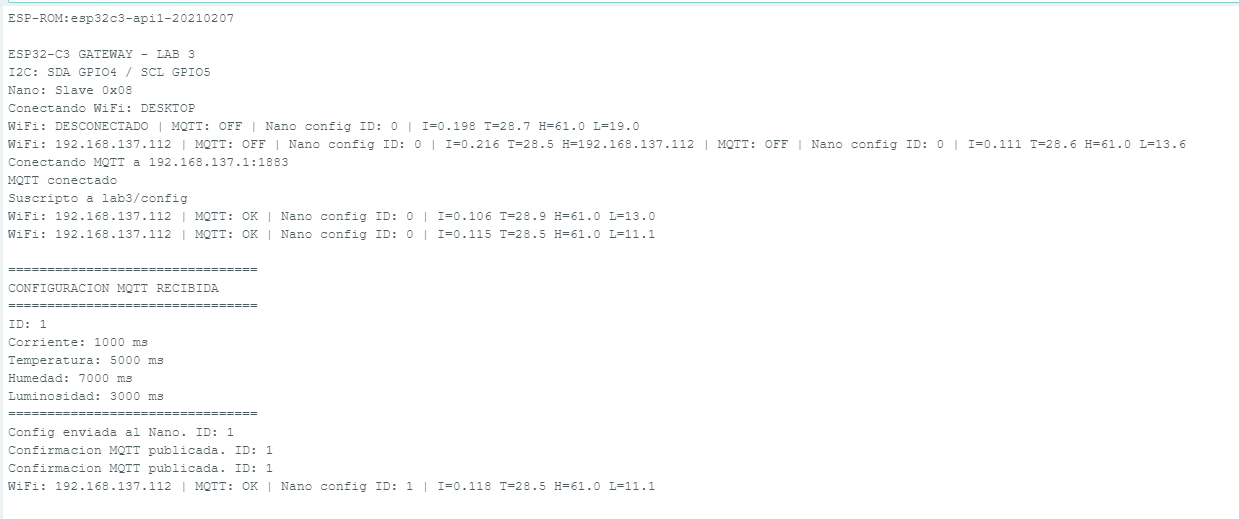 ESP-ROM:esp32c3-api1-20210207
ESP32-C3 GATEWAY - LAB 3
I2C: SDA GPIO4 / SCL GPIO5
Nano: Slave 0x08
Conectando WiFi: DESKTOP
WiFi: DESCONECTADO | MQTT: OFF | Nano config ID: 0 | I=0.198 T=28.7 H=61.0 L=19.0
WiFi: 192.168.137.112 | MQTT: OFF | Nano config ID: 0 | I=0.216 T=28.5 H=192.168.137.112 | MQTT: OFF | Nano config ID: 0 | I=0.111 T=28.6 H=61.0 L=13.6
Conectando MQTT a 192.168.137.1:1883
MQTT conectado
Suscripto a lab3/config
WiFi: 192.168.137.112 | MQTT: OK | Nano config ID: 0 | I=0.106 T=28.9 H=61.0 L=13.0
WiFi: 192.168.137.112 | MQTT: OK | Nano config ID: 0 | I=0.115 T=28.5 H=61.0 L=11.1
================================
CONFIGURACION MQTT RECIBIDA
================================
ID: 1
Corriente: 1000 ms
Temperatura: 5000 ms
Humedad: 7000 ms
Luminosidad: 3000 ms
================================
Config enviada al Nano. ID: 1
Confirmacion MQTT publicada. ID: 1
Confirmacion MQTT publicada. ID: 1
WiFi: 192.168.137.112 | MQTT: OK | Nano config ID: 1 | I=0.118 T=28.5 H=61.0 L=11.1